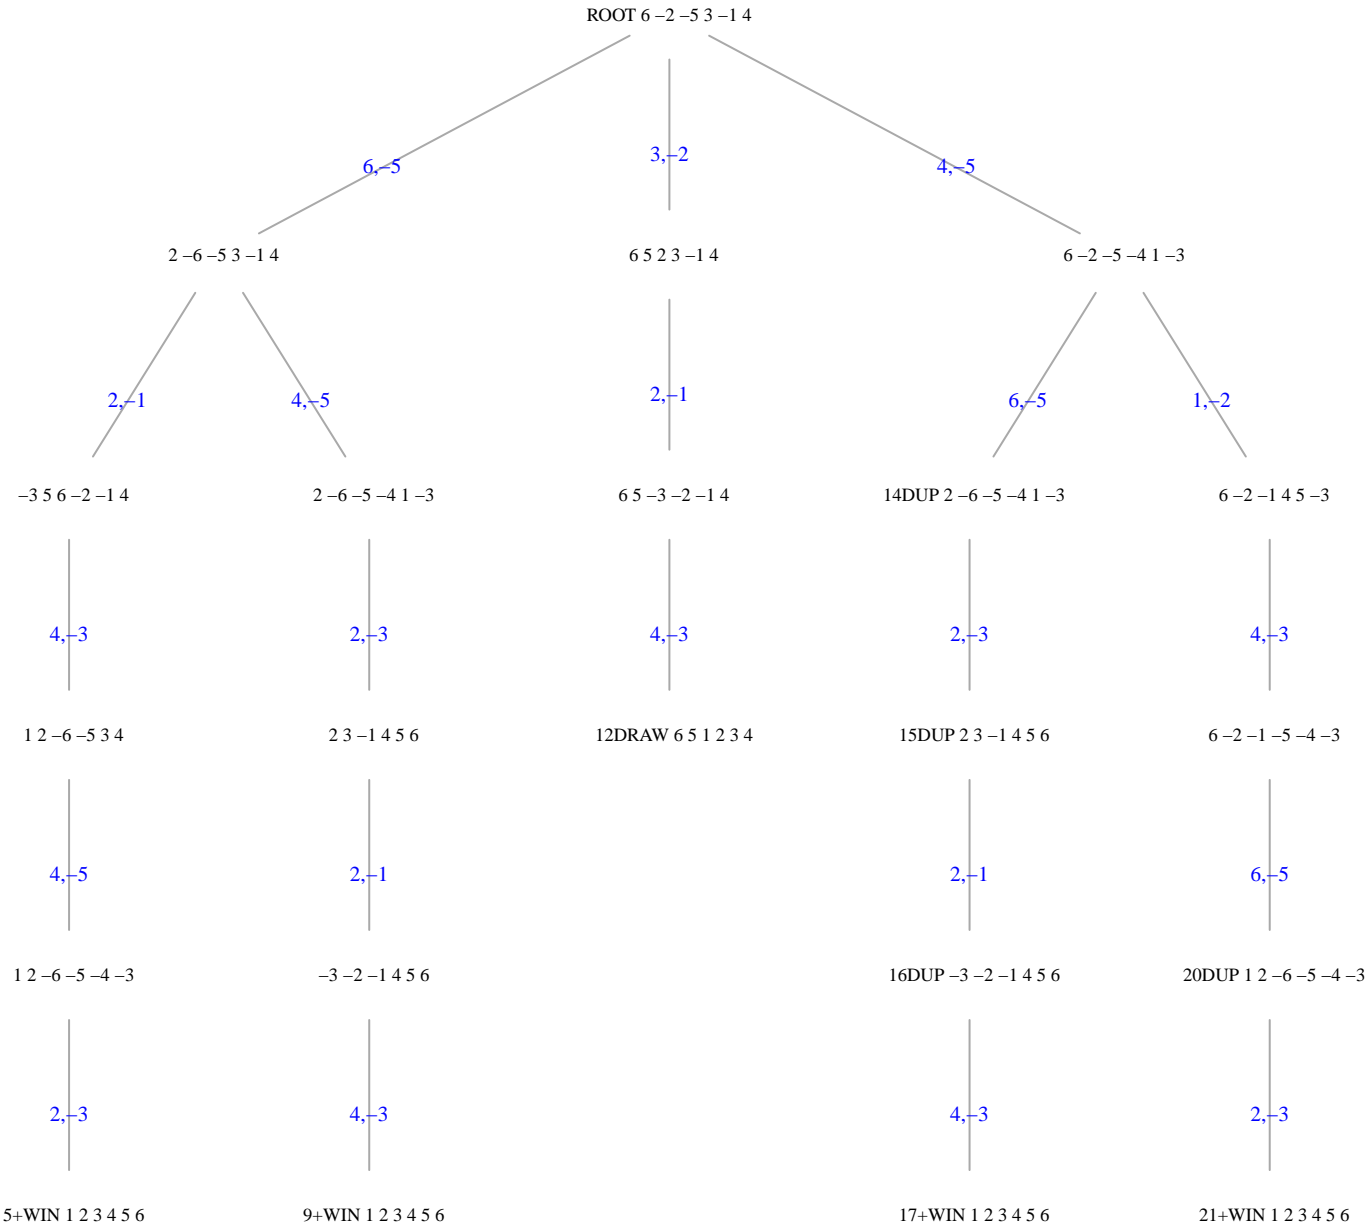 ROOT 6 –2 –5 3 –1 4
6,–5
3,–2
4,–5
2 –6 –5 3 –1 4
6 5 2 3 –1 4
6 –2 –5 –4 1 –3
2,–1
4,–5
2,–1
6,–5
1,–2
–3 5 6 –2 –1 4
2 –6 –5 –4 1 –3
6 5 –3 –2 –1 4
14DUP 2 –6 –5 –4 1 –3
6 –2 –1 4 5 –3
4,–3
2,–3
4,–3
2,–3
4,–3
1 2 –6 –5 3 4
2 3 –1 4 5 6
12DRAW 6 5 1 2 3 4
15DUP 2 3 –1 4 5 6
6 –2 –1 –5 –4 –3
4,–5
2,–1
2,–1
6,–5
1 2 –6 –5 –4 –3
–3 –2 –1 4 5 6
16DUP –3 –2 –1 4 5 6
20DUP 1 2 –6 –5 –4 –3
2,–3
4,–3
4,–3
2,–3
5+WIN 1 2 3 4 5 6
9+WIN 1 2 3 4 5 6
17+WIN 1 2 3 4 5 6
21+WIN 1 2 3 4 5 6